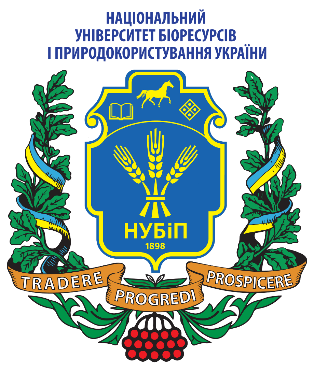 НАЦІОНАЛЬНИЙ
УНІВЕРСИТЕТ БІОРЕСУРСІВ
І ПРИРОДОКОРИСТУВАННЯ УКРАЇНИ
НУБіП
1898
TRADERE
PROGREDI
PROSPICERE